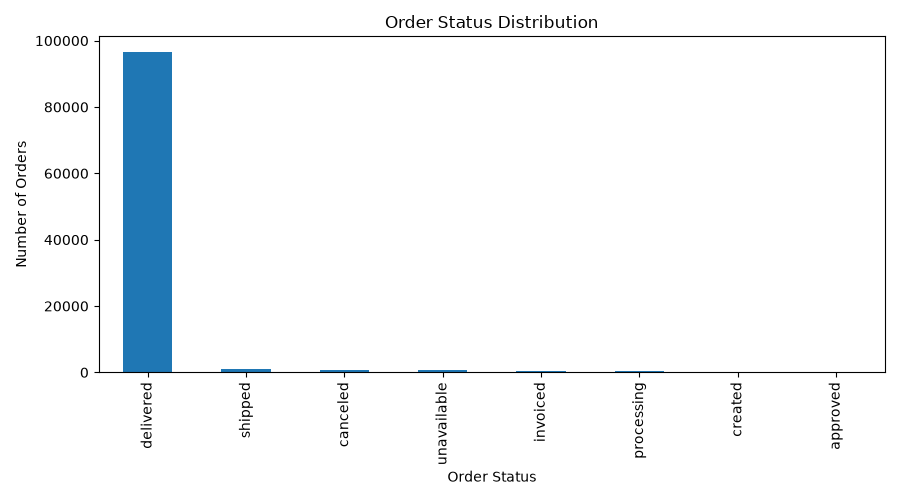 Order Status Distribution
Number of Orders
100000
80000
60000
40000
20000
0
delivered
shipped
canceled
unavailable
invoiced
processing
created
approved
Order Status